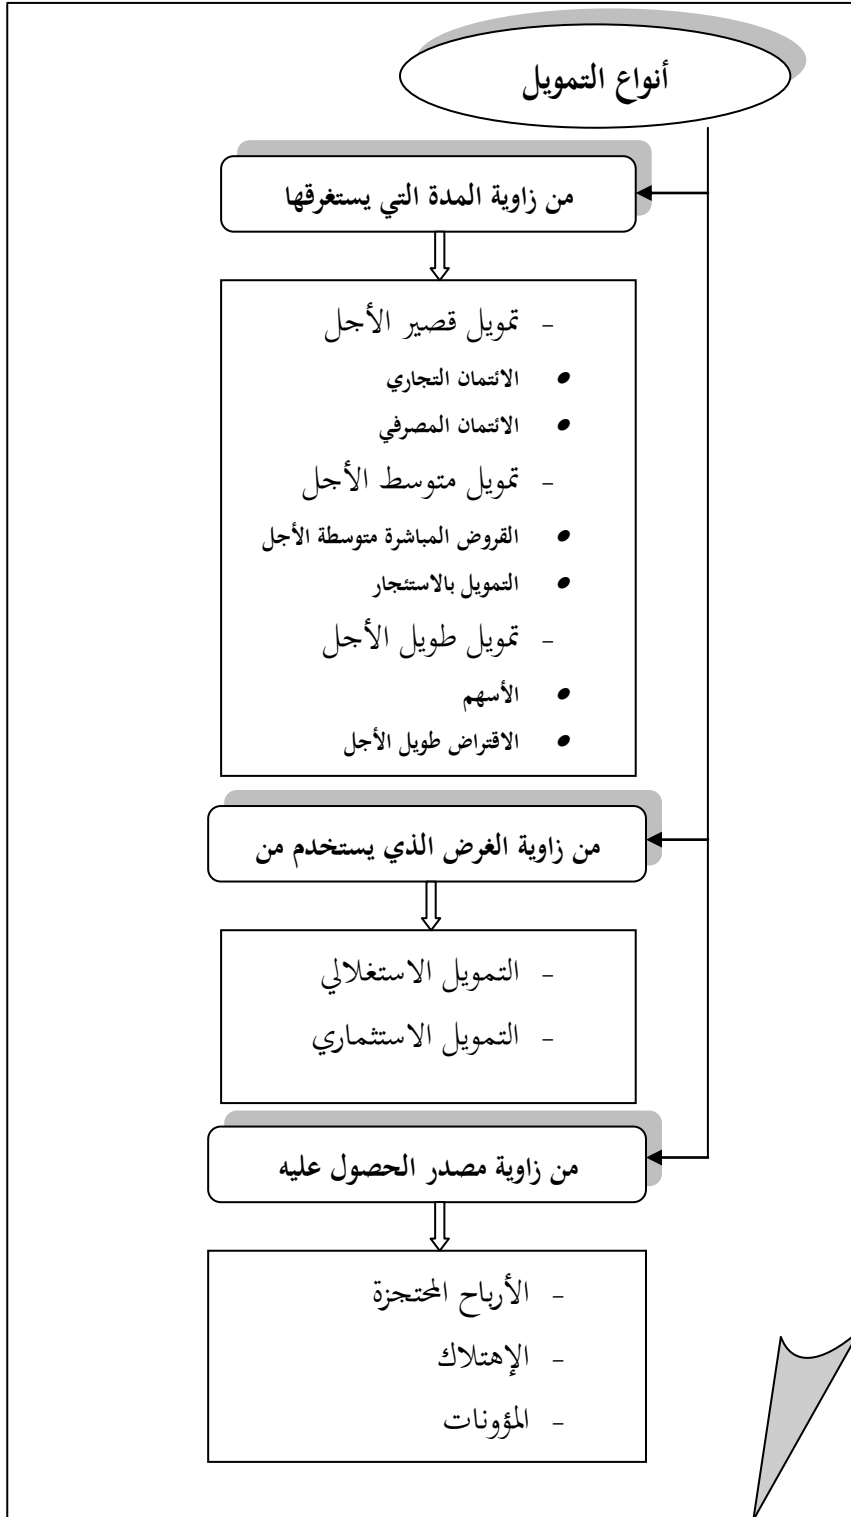 أنواع التمويل
من زاوية المدة التي يستغرقها
- تمويل قصير الأجل
• الائتمان التجاري
• الائتمان المصرفي
- تمويل متوسط الأجل
• القروض المباشرة متوسطة الأجل
• التمويل بالاستئجار
- تمويل طويل الأجل
• الأسهم
• الاقتراض طويل الأجل
من زاوية الغرض الذي يستخدم من
- التمويل الاستغلالي
- التمويل الاستثماري
من زاوية مصدر الحصول عليه
- الأرباح المحتجزة
- الإهتلاك
- المؤونات